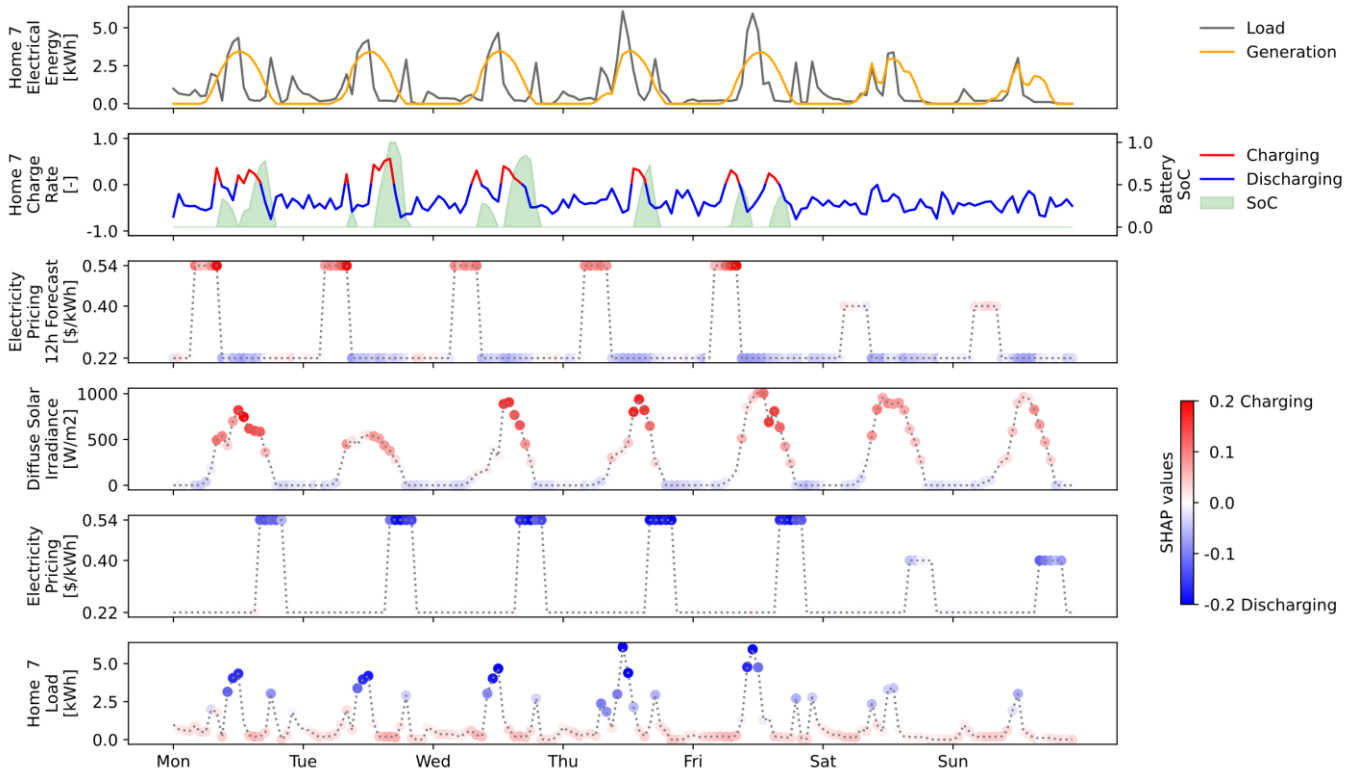 Home 7
Electrical
Energy
[kWh]
5.0
2.5
0.0
Load
Generation
Home 7
Charge
Rate
[-]
1.0
0.0
-1.0
1.0
0.5
0.0
Battery
SoC
Charging
Discharging
SoC
Electricity
Pricing
12h Forecast
[$/kWh]
0.54
0.40
0.22
Diffuse Solar
Irradiance
[W/m2]
1000
500
0
Electricity
Pricing
[$/kWh]
0.54
0.40
0.22
Home 7
Load
[kWh]
5.0
2.5
0.0
Mon Tue Wed Thu Fri Sat Sun
SHAP values
0.2 Charging
0.1
0.0
-0.1
-0.2 Discharging